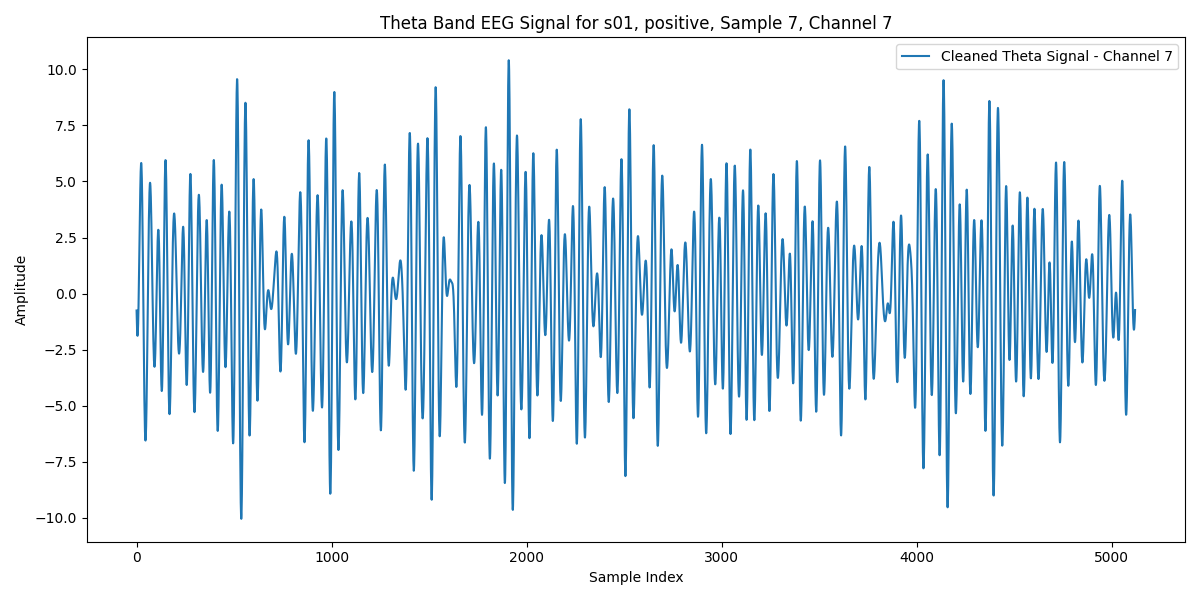 Theta Band EEG Signal for s01, positive, Sample 7, Channel 7
Cleaned Theta Signal - Channel 7
10.0
7.5
5.0
2.5
0.0
−2.5
−5.0
−7.5
−10.0
Amplitude
0 1000 2000 3000 4000 5000
Sample Index